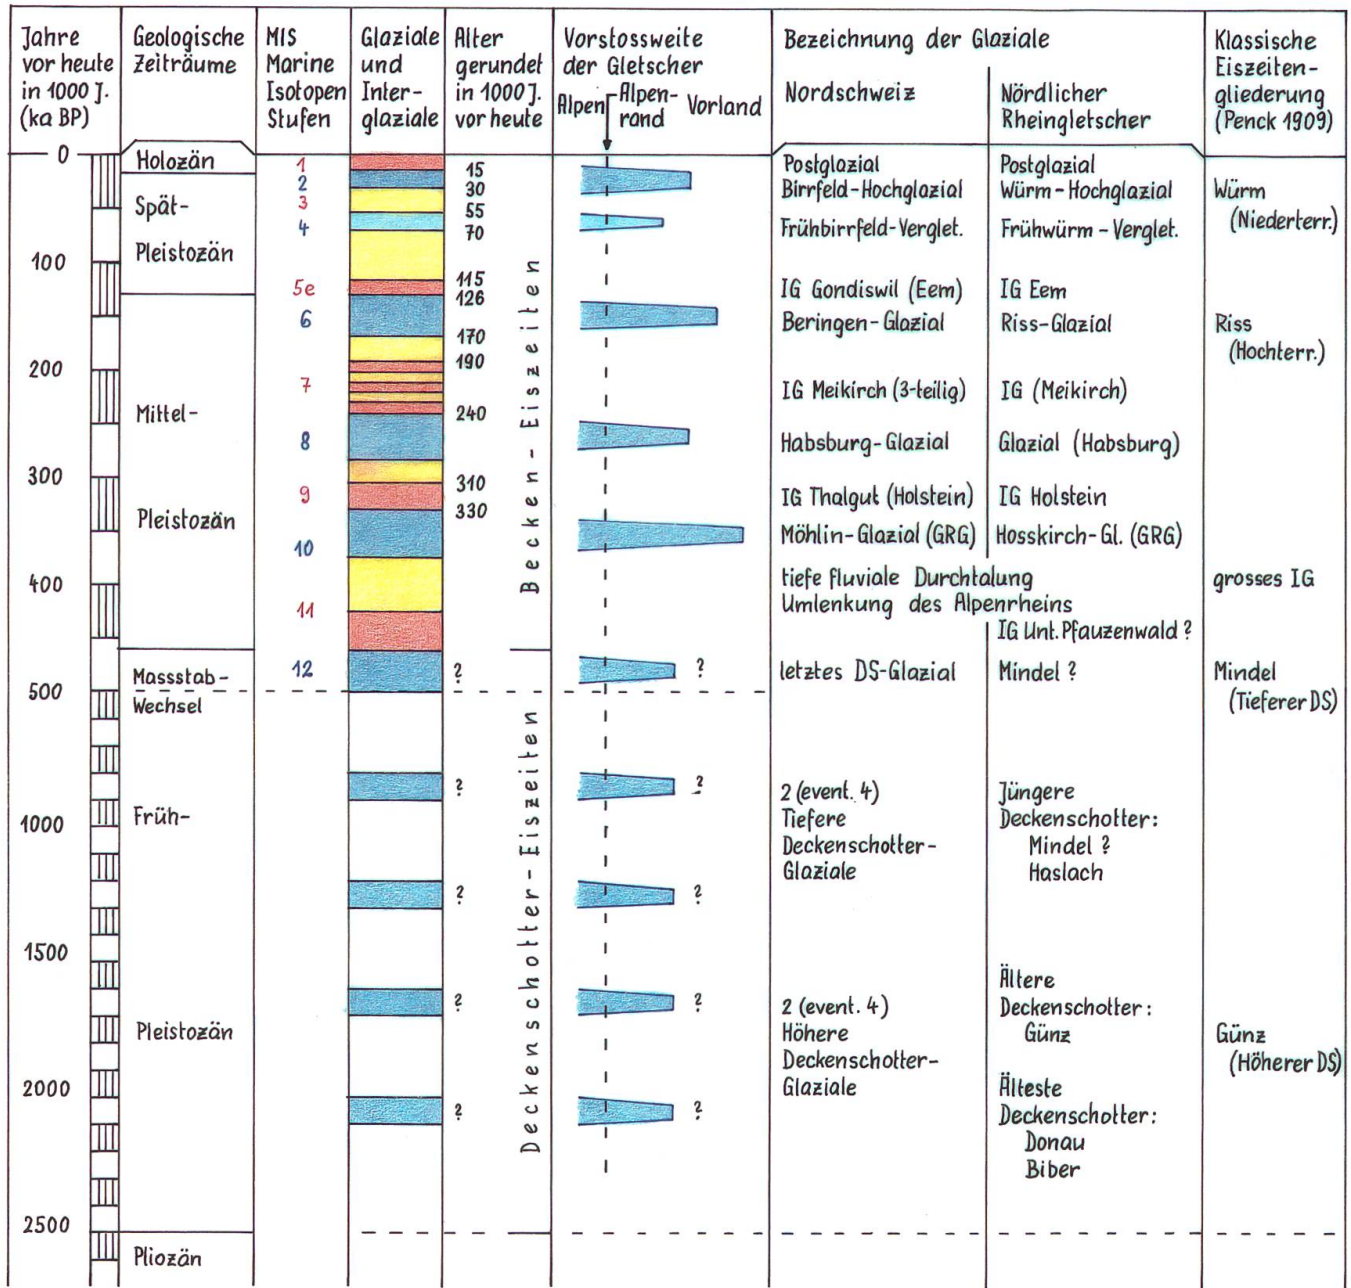 Jahre
vor heute
in 1000 J.
(ka BP)
Geologische
Zeiträume
MIS
Marine
Isotopen
Stufen
Glaziale
und
Inter-
glaziale
Alter
gerundet
in 1000 J.
vor heute
Vorstossweite
der Gletscher
Alpen
Alpen-
rand
Vorland
Bezeichnung der Glaziale
Nordschweiz
Nördlicher
Rheingletscher
Klassische
Eiszeiten-
gliederung
(Penck 1909)
0
100
200
300
400
500
1000
1500
2000
2500
Holozän
Spät-
Pleistozän
Mittel-
Pleistozän
Massstab-
Wechsel
Früh-
Pleistozän
Pliozän
1
2
3
4
5e
6
7
8
9
10
11
12
15
30
55
70
115
126
170
190
240
310
330
?
?
?
?
?
Becken-Eiszeiten
Deckenschotter-Eiszeiten
?
?
?
?
?
Postglazial
Birrfeld-Hochglazial
Frühbirrfeld-Verglet.
IG Gondiswil (Eem)
Beringen-Glazial
IG Meikirch (3-teilig)
Habsburg-Glazial
IG Thalgut (Holstein)
Möhlin-Glazial (GRG)
tiefe fluviale Durchtalung
Umlenkung des Alpenrheins
letztes DS-Glazial
2 (event. 4)
Tiefere
Deckenschotter-
Glaziale
2 (event. 4)
Höhere
Deckenschotter-
Glaziale
Postglazial
Würm-Hochglazial
Frühwürm-Verglet.
IG Eem
Riss-Glazial
IG (Meikirch)
Glazial (Habsburg)
IG Holstein
Hosskirch-Gl. (GRG)
IG Unt. Pfauzenwald ?
Mindel ?
Jüngere
Deckenschotter:
Mindel ?
Haslach
Ältere
Deckenschotter:
Günz
Älteste
Deckenschotter:
Donau
Biber
Würm
(Niederterr.)
Riss
(Hochterr.)
grosses IG
Mindel
(Tieferer DS)
Günz
(Höherer DS)